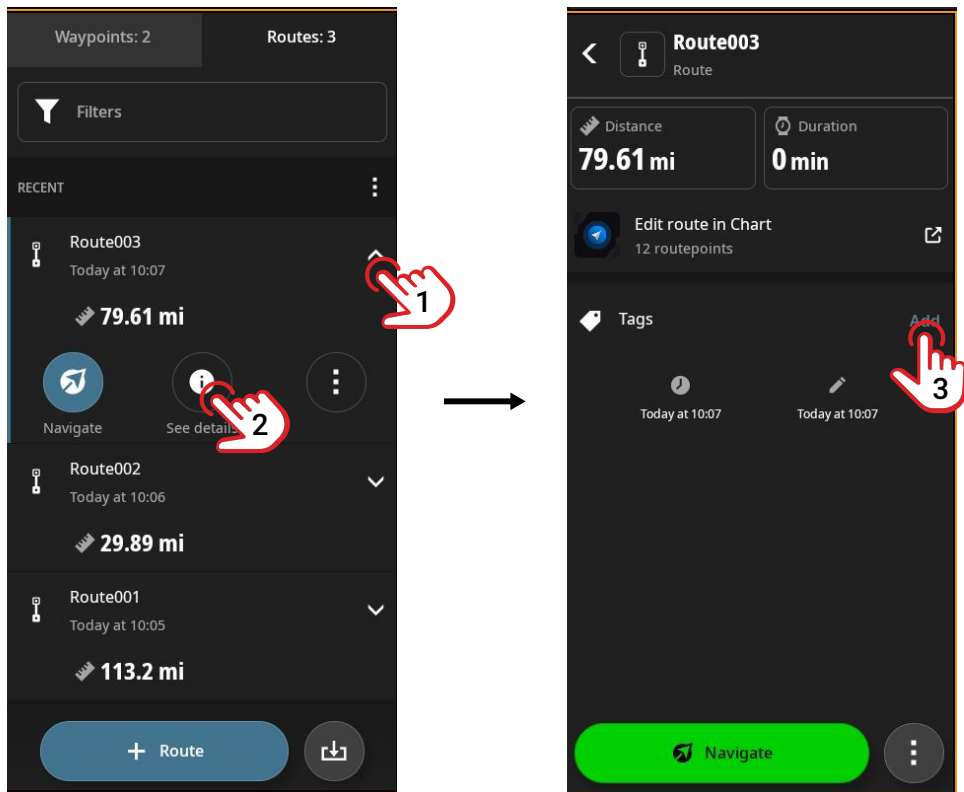 Waypoints: 2
Routes: 3
Filters
RECENT
Route003
Today at 10:07
79.61 mi
1
Navigate
See details
2
Route002
Today at 10:06
29.89 mi
Route001
Today at 10:05
113.2 mi
+ Route
Route003
Route
Distance
79.61 mi
Duration
0 min
Edit route in Chart
12 routepoints
Tags
Add
3
Today at 10:07
Today at 10:07
Navigate